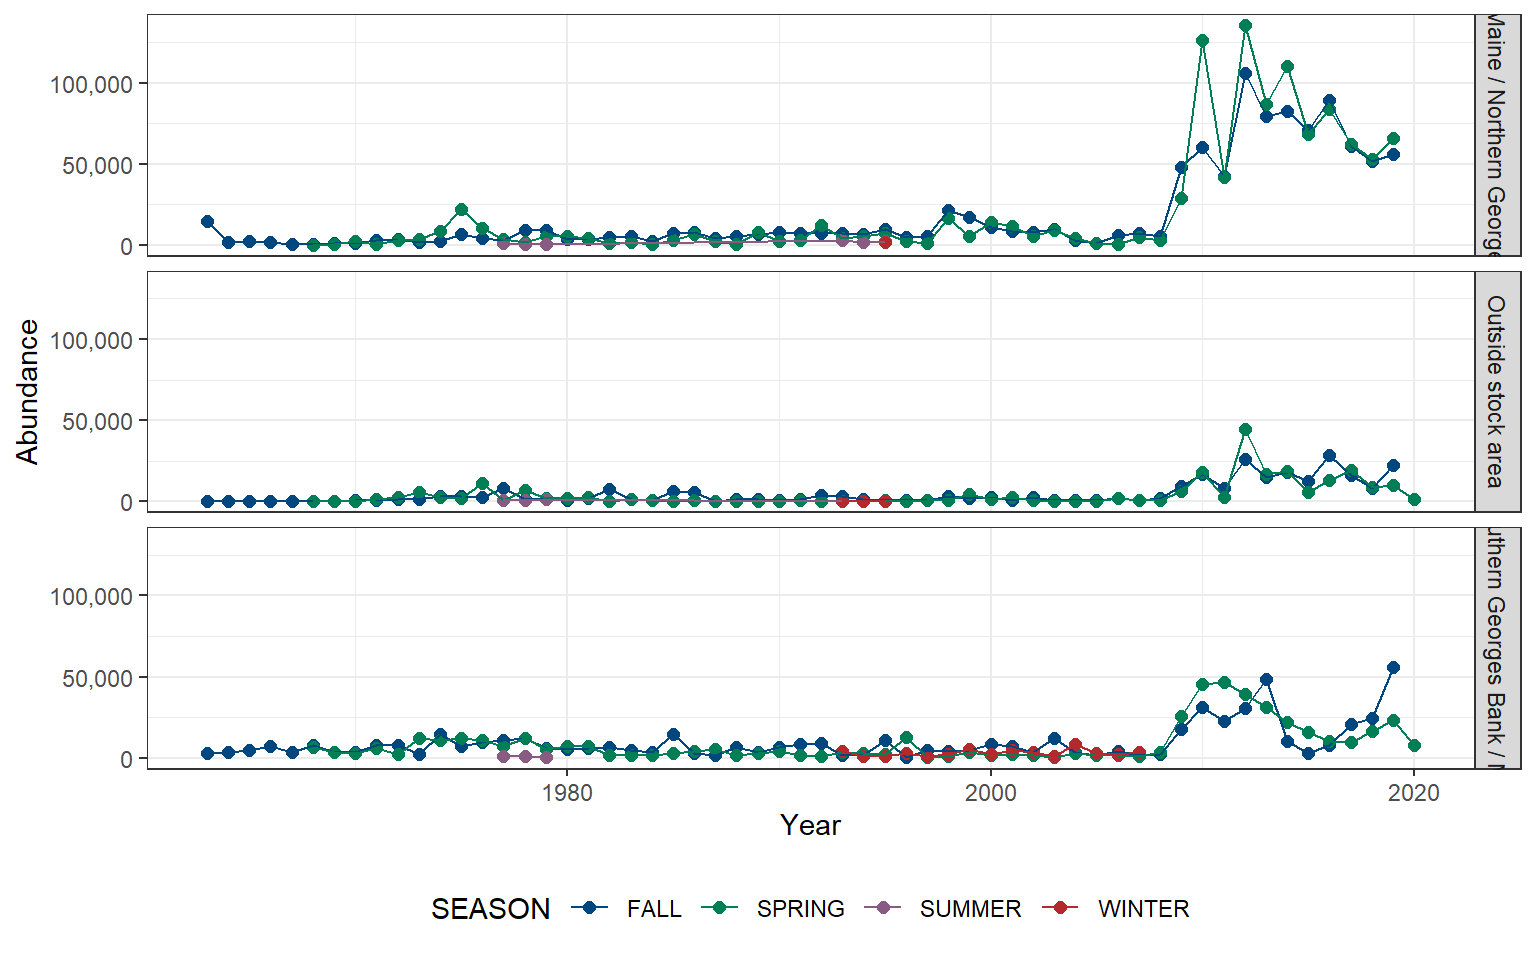 100,000
50,000
0
Maine / Northern George
100,000
50,000
0
Outside stock area
100,000
50,000
0
uthern Georges Bank /
Abundance
1980 2000 2020
Year
SEASON FALL SPRING SUMMER WINTER